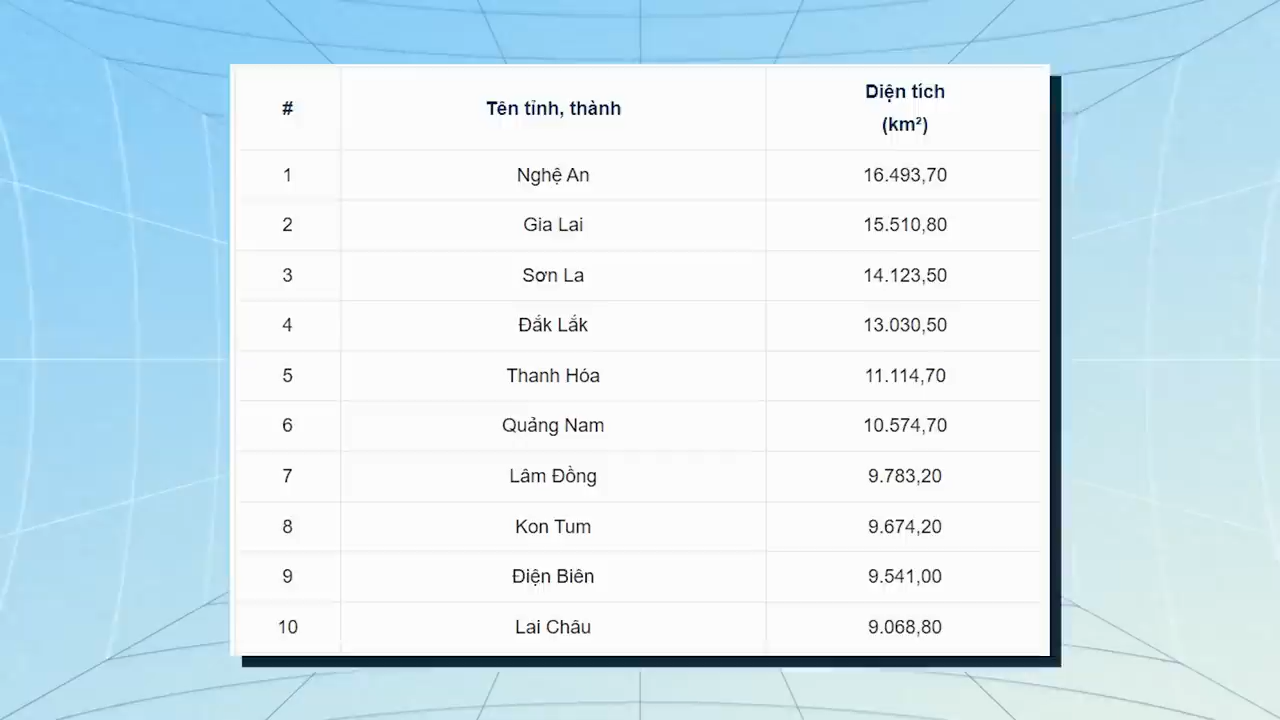 # Tên tỉnh, thành Diện tích
(km²)
1 Nghệ An 16.493,70
2 Gia Lai 15.510,80
3 Sơn La 14.123,50
4 Đắk Lắk 13.030,50
5 Thanh Hóa 11.114,70
6 Quảng Nam 10.574,70
7 Lâm Đồng 9.783,20
8 Kon Tum 9.674,20
9 Điện Biên 9.541,00
10 Lai Châu 9.068,80